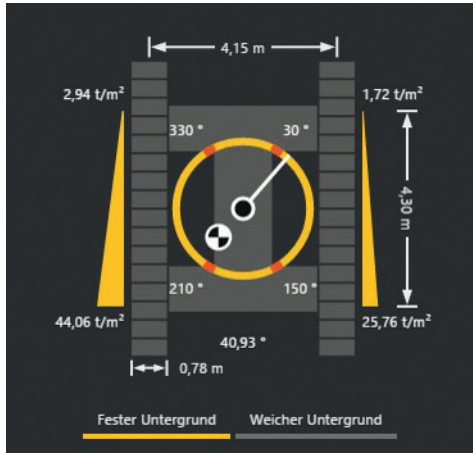 4,15 m
2,94 t/m²
1,72 t/m²
330 °
30 °
4,30 m
210 °
150 °
44,06 t/m²
25,76 t/m²
40,93 °
0,78 m
Fester Untergrund
Weicher Untergrund